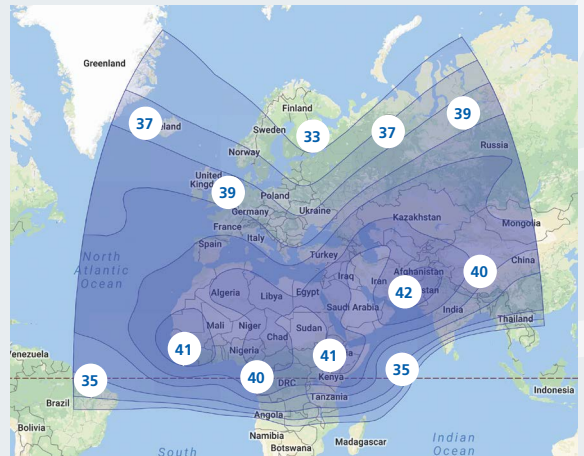 Greenland
Finland
39
37
land
33
37
Sweden
Norway
Russia
United
Kingd
39
Poland
Germany
Ukraine
Kazakhstan
Mongolia
France
Italy
Spain
Turkey
North
Atlantic
Ocean
China
40
Afghanistan
Iraq
Iran
42
stan
Algeria
Libya
Egypt
Saudi Arabia
India
Thailand
Mali
Niger
Chad
Sudan
41
Nigeria
41
a
enezuela
35
40
DRC
Kenya
35
Indonesia
Brazil
Tanzania
Angola
Bolivia
Namibia
Madagascar
Botswana
South
Indian
Ocean